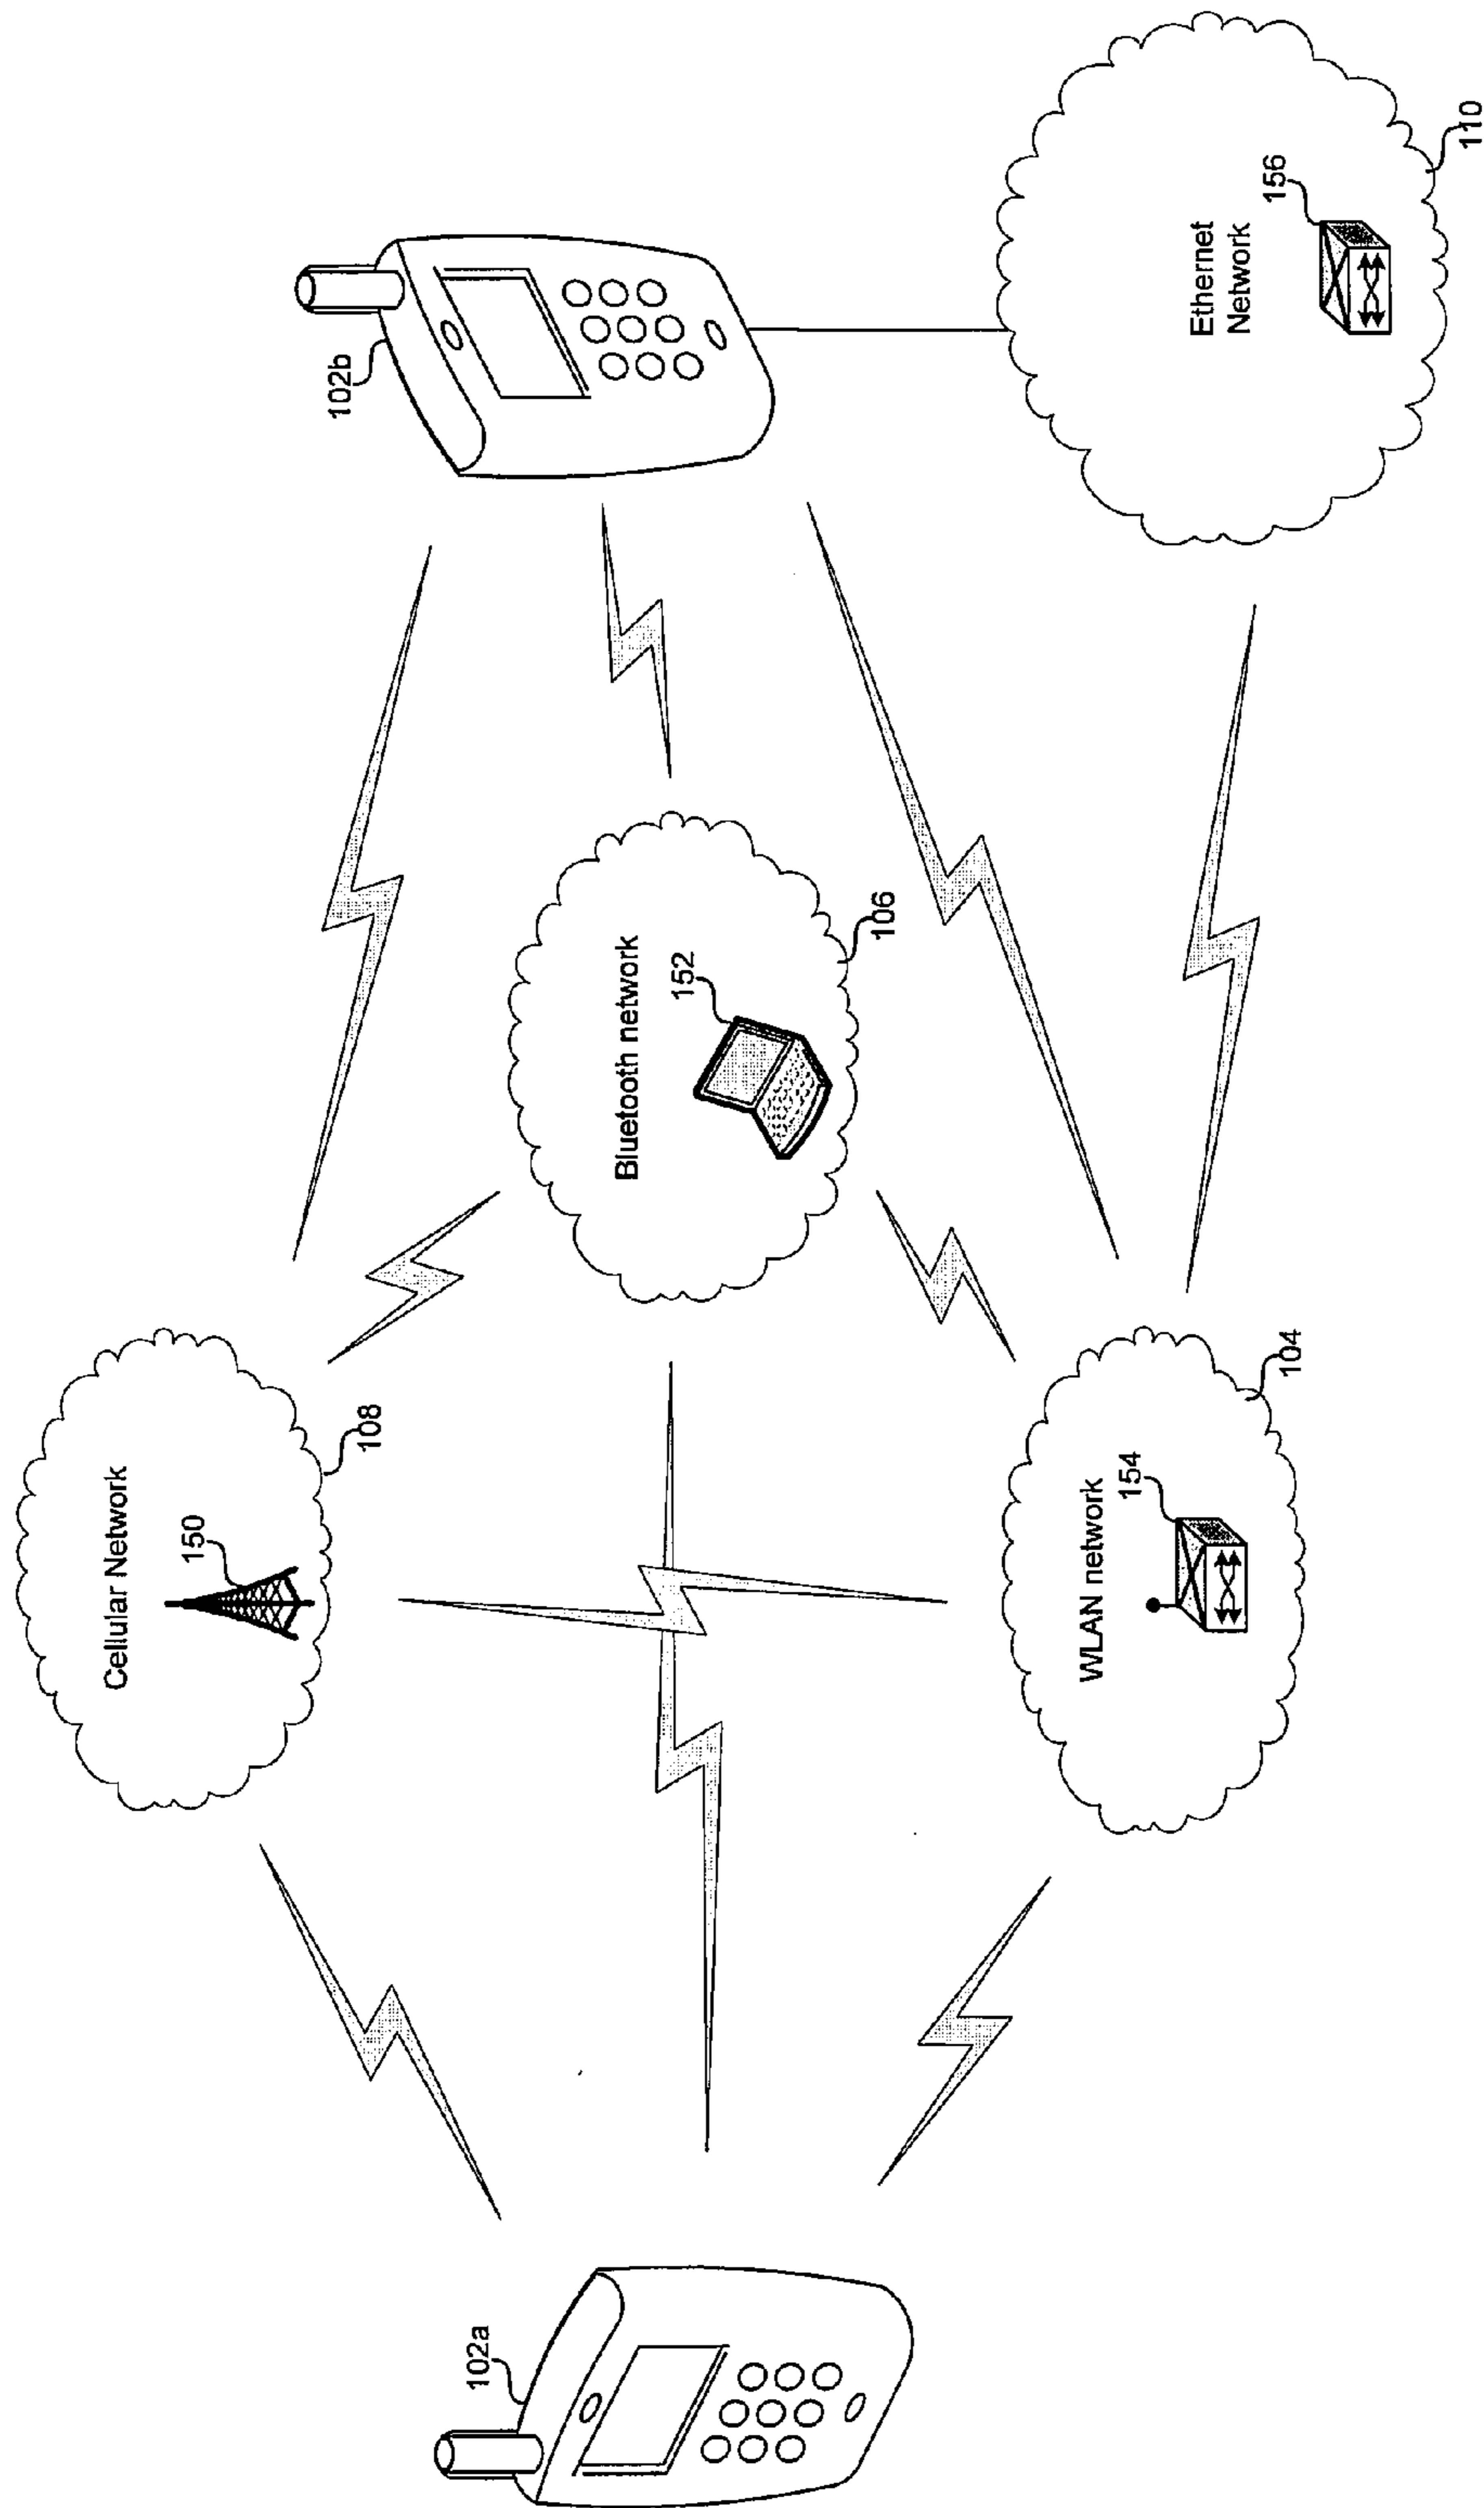 Cellular Network
150
102b
108
102a
Bluetooth network
152
106
WLAN network
154
Ethernet
Network
156
104
110